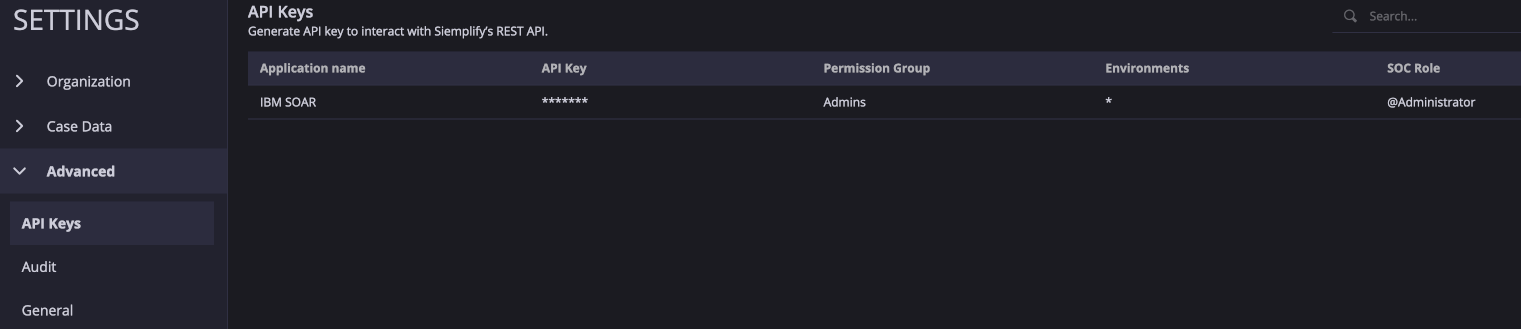 SETTINGS
Organization
Case Data
Advanced
API Keys
Audit
General
API Keys
Generate API key to interact with Siemplify's REST API.
Search...
Application name API Key Permission Group Environments SOC Role
IBM SOAR ******* Admins * @Administrator